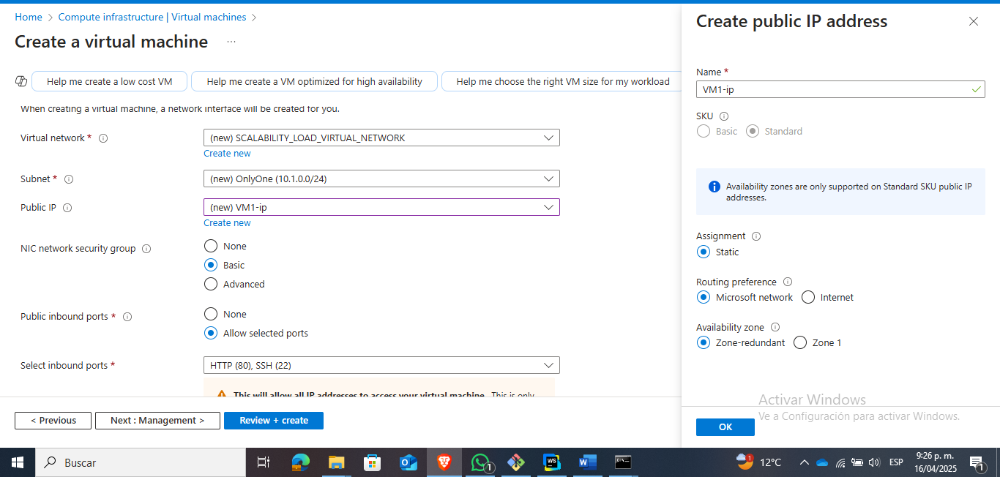 Home > Compute infrastructure | Virtual machines >
Create a virtual machine ...
Help me create a low cost VM
Help me create a VM optimized for high availability
Help me choose the right VM size for my workload
When creating a virtual machine, a network interface will be created for you.
Virtual network *
(new) SCALABILITY_LOAD_VIRTUAL_NETWORK
Create new
Subnet *
(new) OnlyOne (10.1.0.0/24)
Public IP
(new) VM1-ip
Create new
NIC network security group
None
Basic
Advanced
Public inbound ports *
None
Allow selected ports
Select inbound ports *
HTTP (80), SSH (22)
This will allow all IP addresses to access your virtual machine. This is only
< Previous
Next : Management >
Review + create
Create public IP address
Name *
VM1-ip
SKU
Basic
Standard
Availability zones are only supported on Standard SKU public IP
addresses.
Assignment
Static
Routing preference
Microsoft network
Internet
Availability zone
Zone-redundant
Zone 1
Activar Windows
Ve a Configuración para activar Windows.
OK
Buscar
1
WS
1
12°C
ESP
9:26 p. m.
16/04/2025
1